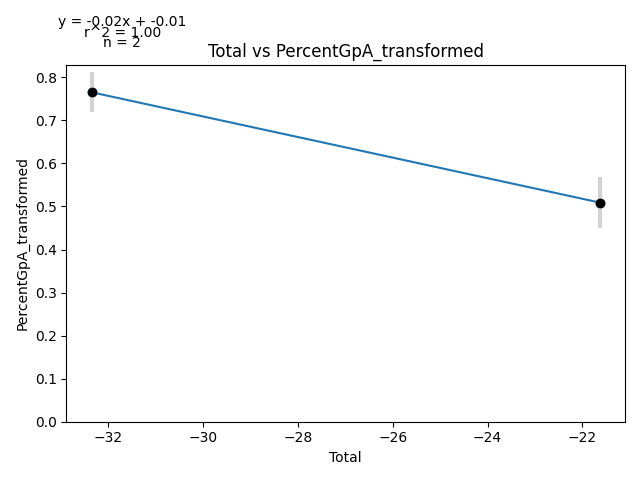 y = -0.02x + -0.01
r^2 = 1.00
n = 2
Total vs PercentGpA_transformed
0.8
0.7
0.6
0.5
0.4
0.3
0.2
0.1
0.0
PercentGpA_transformed
−32
−30
−28
−26
−24
−22
Total